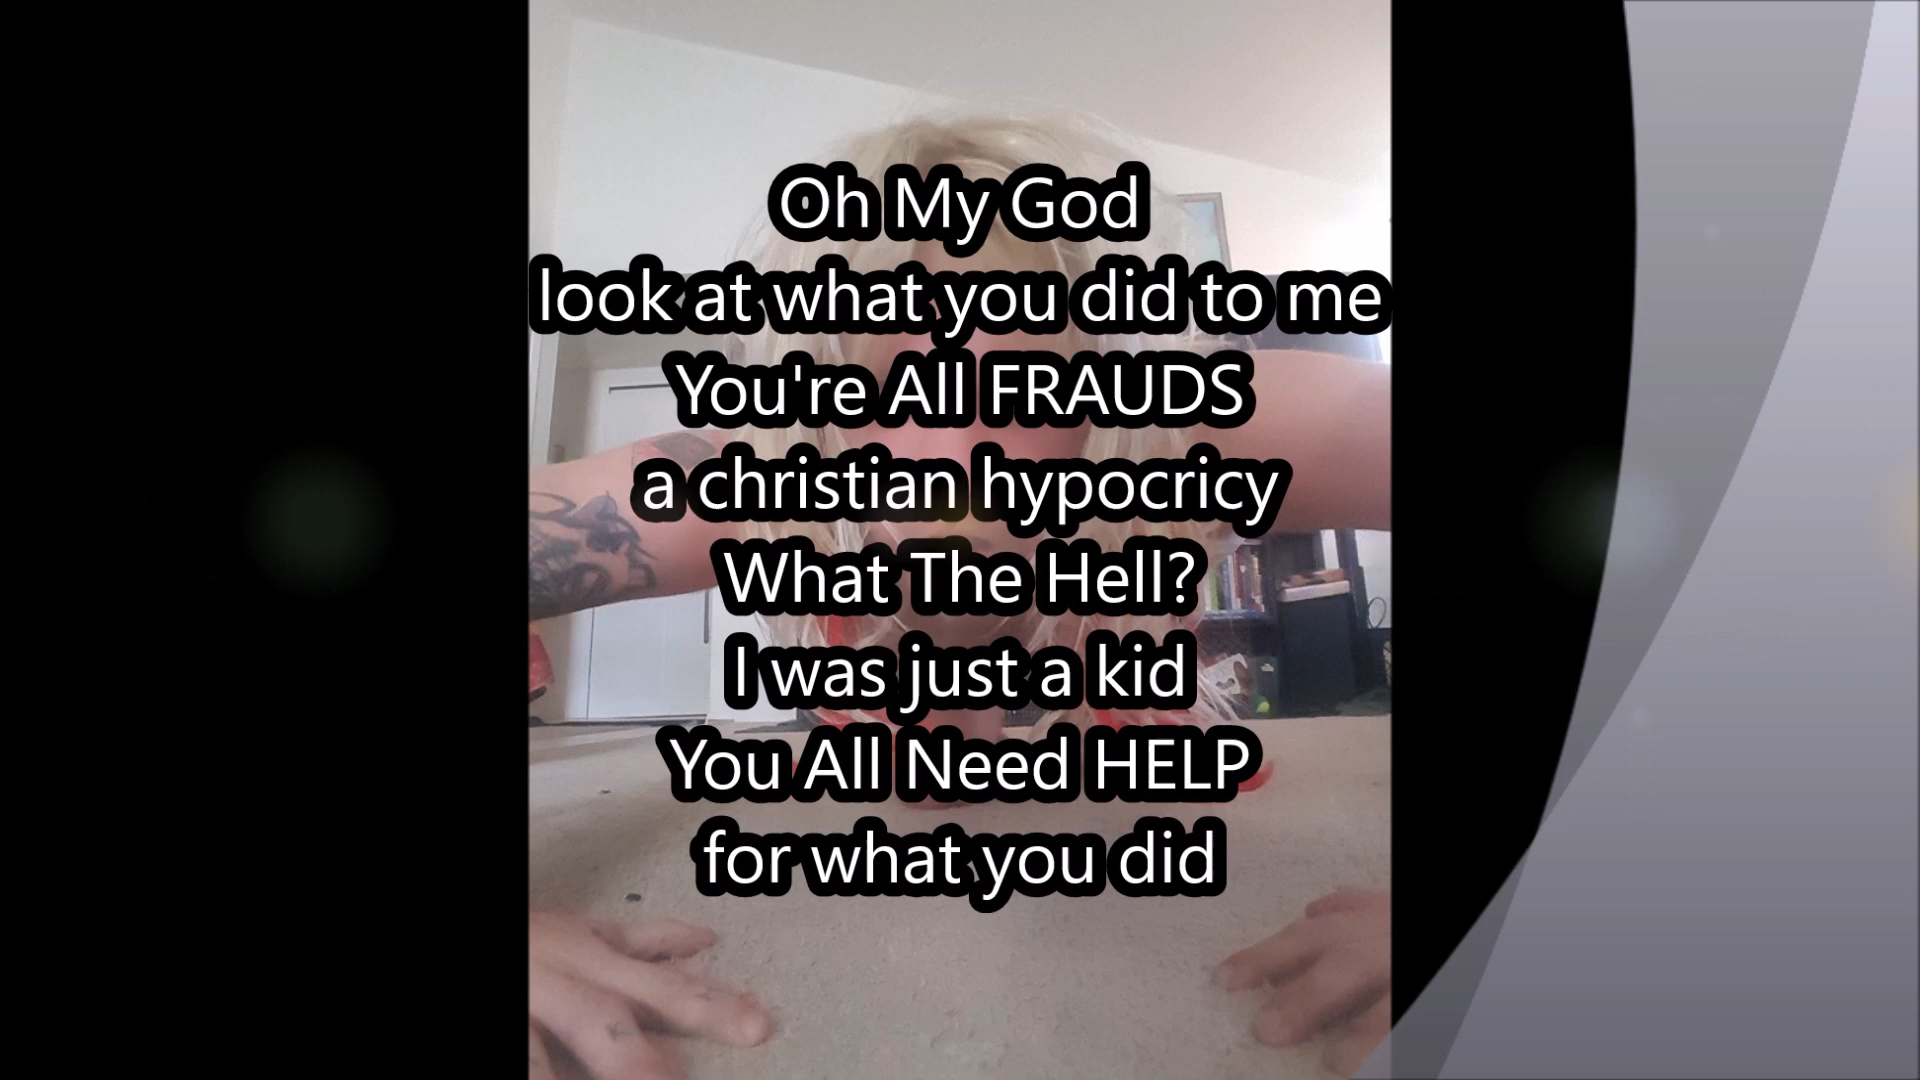 Oh My God
look at what you did to me
You're All FRAUDS
a christian hypocricy
What The Hell?
I was just a kid
You All Need HELP
for what you did